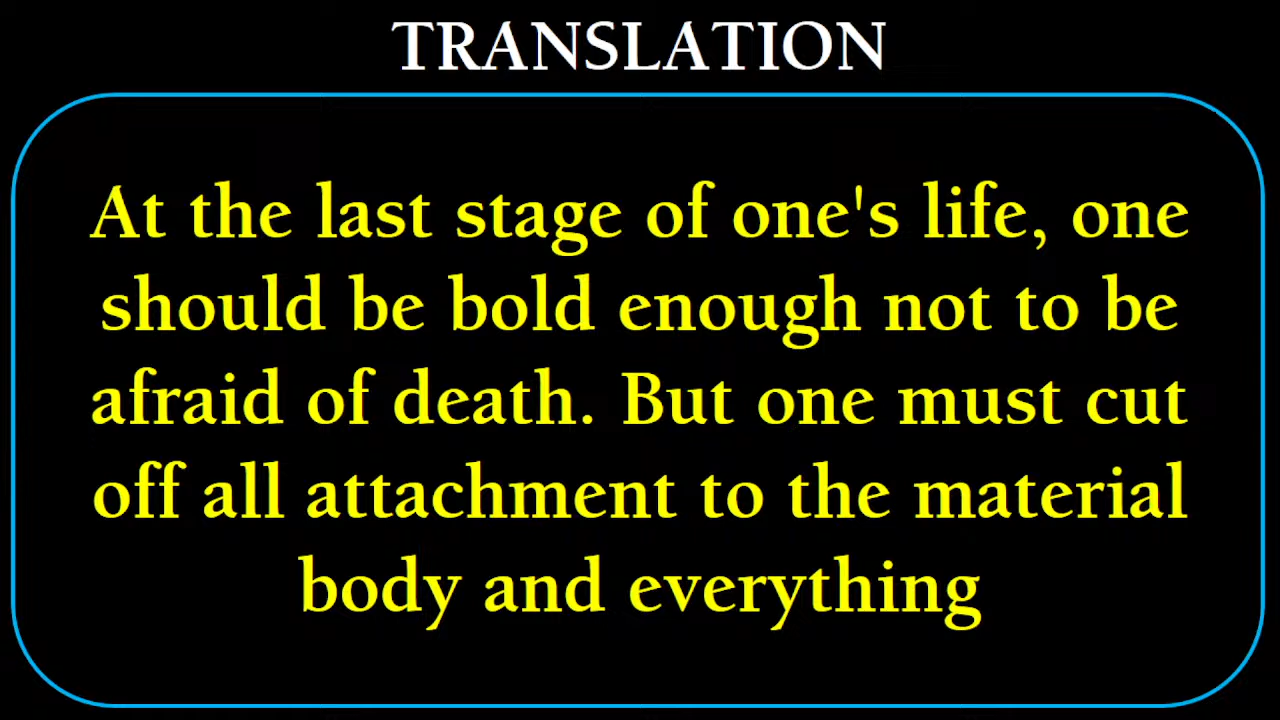 TRANSLATION
At the last stage of one's life, one
should be bold enough not to be
afraid of death. But one must cut
off all attachment to the material
body and everything